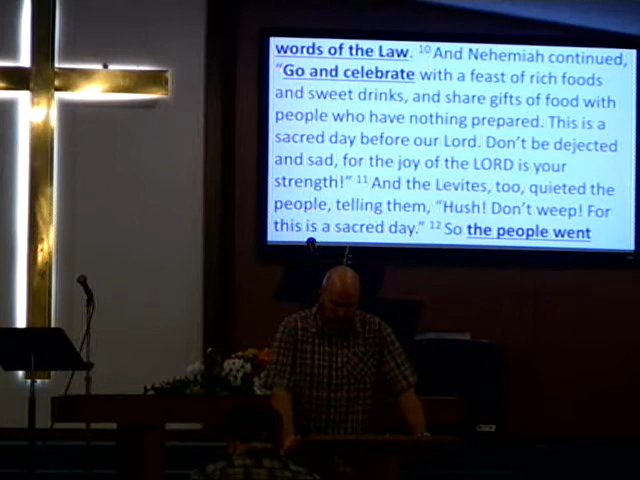 words of the Law. 10 And Nehemiah continued,
“Go and celebrate with a feast of rich foods
and sweet drinks, and share gifts of food with
people who have nothing prepared. This is a
sacred day before our Lord. Don’t be dejected
and sad, for the joy of the LORD is your
strength!” 11 And the Levites, too, quieted the
people, telling them, “Hush! Don’t weep! For
this is a sacred day.” 12 So the people went